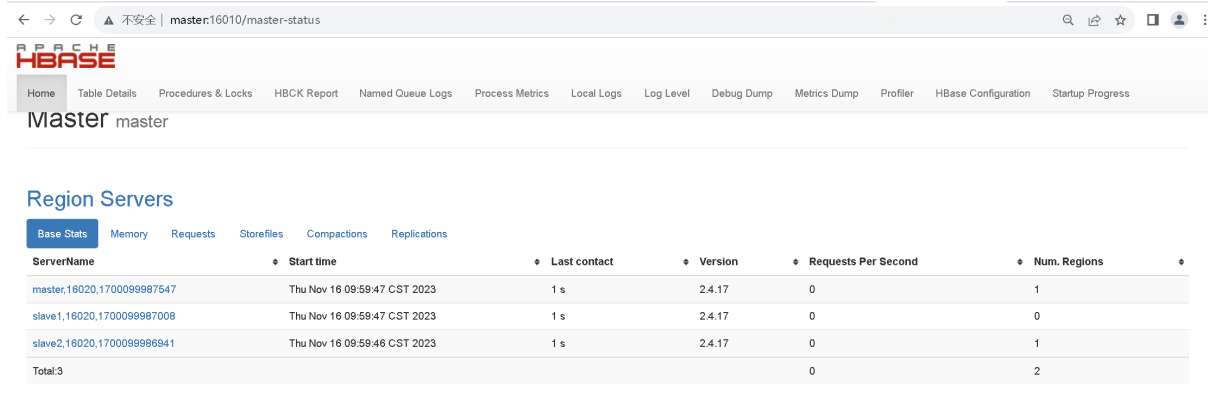 不安全 master:16010/master-status
APACHE
HBASE
Home Table Details Procedures & Locks HBCK Report Named Queue Logs Process Metrics Local Logs Log Level Debug Dump Metrics Dump Profiler HBase Configuration Startup Progress
Master master
Region Servers
Base Stats Memory Requests Storefiles Compactions Replications
ServerName Start time Last contact Version Requests Per Second Num. Regions
master,16020,1700099987547 Thu Nov 16 09:59:47 CST 2023 1 s 2.4.17 0 1
slave1,16020,1700099987008 Thu Nov 16 09:59:47 CST 2023 1 s 2.4.17 0 0
slave2,16020,1700099986941 Thu Nov 16 09:59:46 CST 2023 1 s 2.4.17 0 1
Total:3 0 2